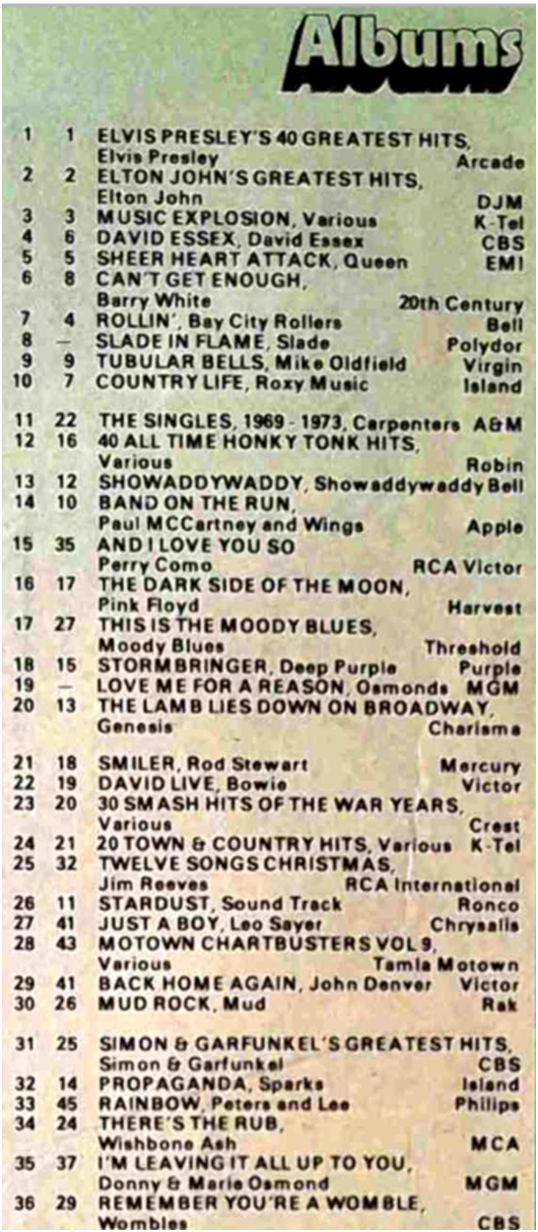 Albums
1 1 ELVIS PRESLEY'S 40 GREATEST HITS,
Elvis Presley Arcade
2 2 ELTON JOHN'S GREATEST HITS,
Elton John DJM
3 3 MUSIC EXPLOSION, Various K-Tel
4 6 DAVID ESSEX, David Essex CBS
5 5 SHEER HEART ATTACK, Queen EMI
6 8 CAN'T GET ENOUGH,
Barry White 20th Century
7 4 ROLLIN', Bay City Rollers Bell
8 – SLADE IN FLAME, Slade Polydor
9 9 TUBULAR BELLS, Mike Oldfield Virgin
10 7 COUNTRY LIFE, Roxy Music Island
11 22 THE SINGLES, 1969 - 1973, Carpenters A&M
12 16 40 ALL TIME HONKY TONK HITS,
Various Robin
13 12 SHOWADDYWADDY, Showaddywaddy Bell
14 10 BAND ON THE RUN,
Paul MCCartney and Wings Apple
15 35 AND I LOVE YOU SO
Perry Como RCA Victor
16 17 THE DARK SIDE OF THE MOON,
Pink Floyd Harvest
17 27 THIS IS THE MOODY BLUES,
Moody Blues Threshold
18 15 STORMBRINGER, Deep Purple Purple
19 – LOVE ME FOR A REASON, Osmonds MGM
20 13 THE LAMB LIES DOWN ON BROADWAY,
Genesis Charisma
21 18 SMILER, Rod Stewart Mercury
22 19 DAVID LIVE, Bowie Victor
23 20 30 SMASH HITS OF THE WAR YEARS,
Various Crest
24 21 20 TOWN & COUNTRY HITS, Various K-Tel
25 32 TWELVE SONGS CHRISTMAS,
Jim Reeves RCA International
26 11 STARDUST, Sound Track Ronco
27 41 JUST A BOY, Leo Sayer Chrysalis
28 43 MOTOWN CHARTBUSTERS VOL 9,
Various Tamla Motown
29 41 BACK HOME AGAIN, John Denver Victor
30 26 MUD ROCK, Mud Rak
31 25 SIMON & GARFUNKEL'S GREATEST HITS,
Simon & Garfunkel CBS
32 14 PROPAGANDA, Sparks Island
33 45 RAINBOW, Peters and Lee Philips
34 24 THERE'S THE RUB,
Wishbone Ash MCA
35 37 I'M LEAVING IT ALL UP TO YOU,
Donny & Marie Osmond MGM
36 29 REMEMBER YOU'RE A WOMBLE,
Wombles CBS